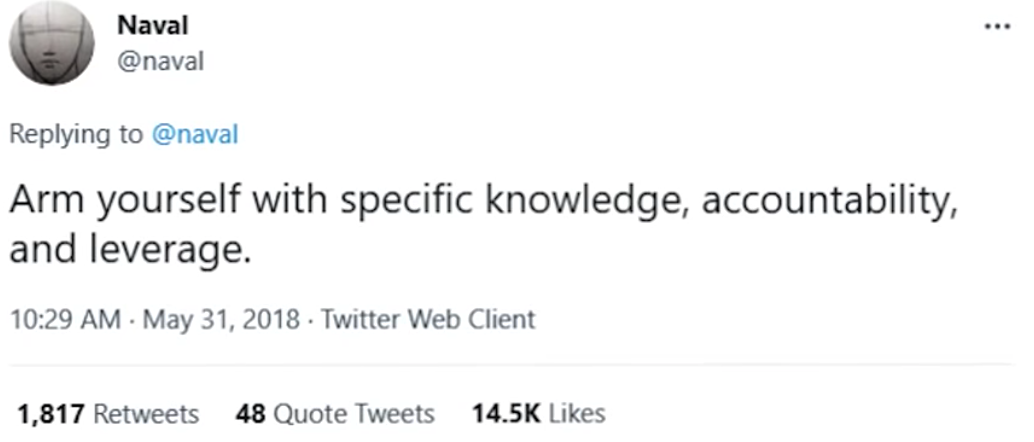 Naval
@naval
...
Replying to @naval
Arm yourself with specific knowledge, accountability,
and leverage.
10:29 AM · May 31, 2018 · Twitter Web Client
1,817 Retweets 48 Quote Tweets 14.5K Likes